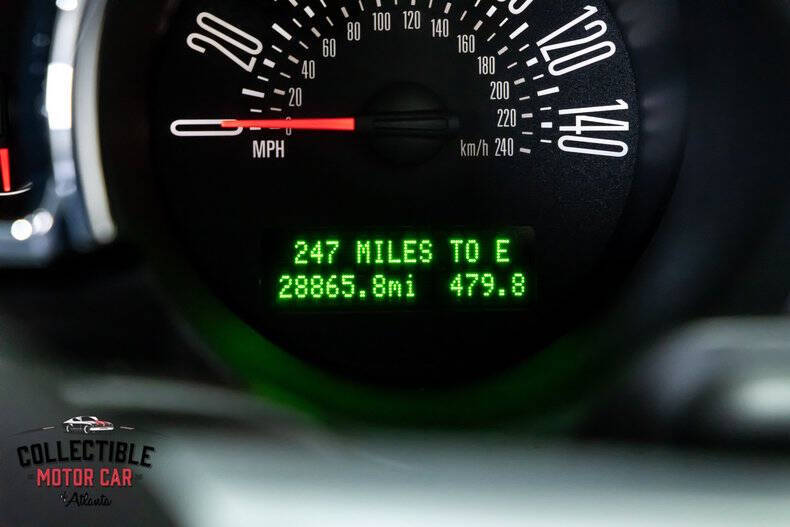 20
120
140
0
20
40
60
80
100
120
140
160
180
200
220
km/h 240
MPH
247 MILES TO E
28865.8mi 479.8
COLLECTIBLE
MOTOR CAR
of Atlanta